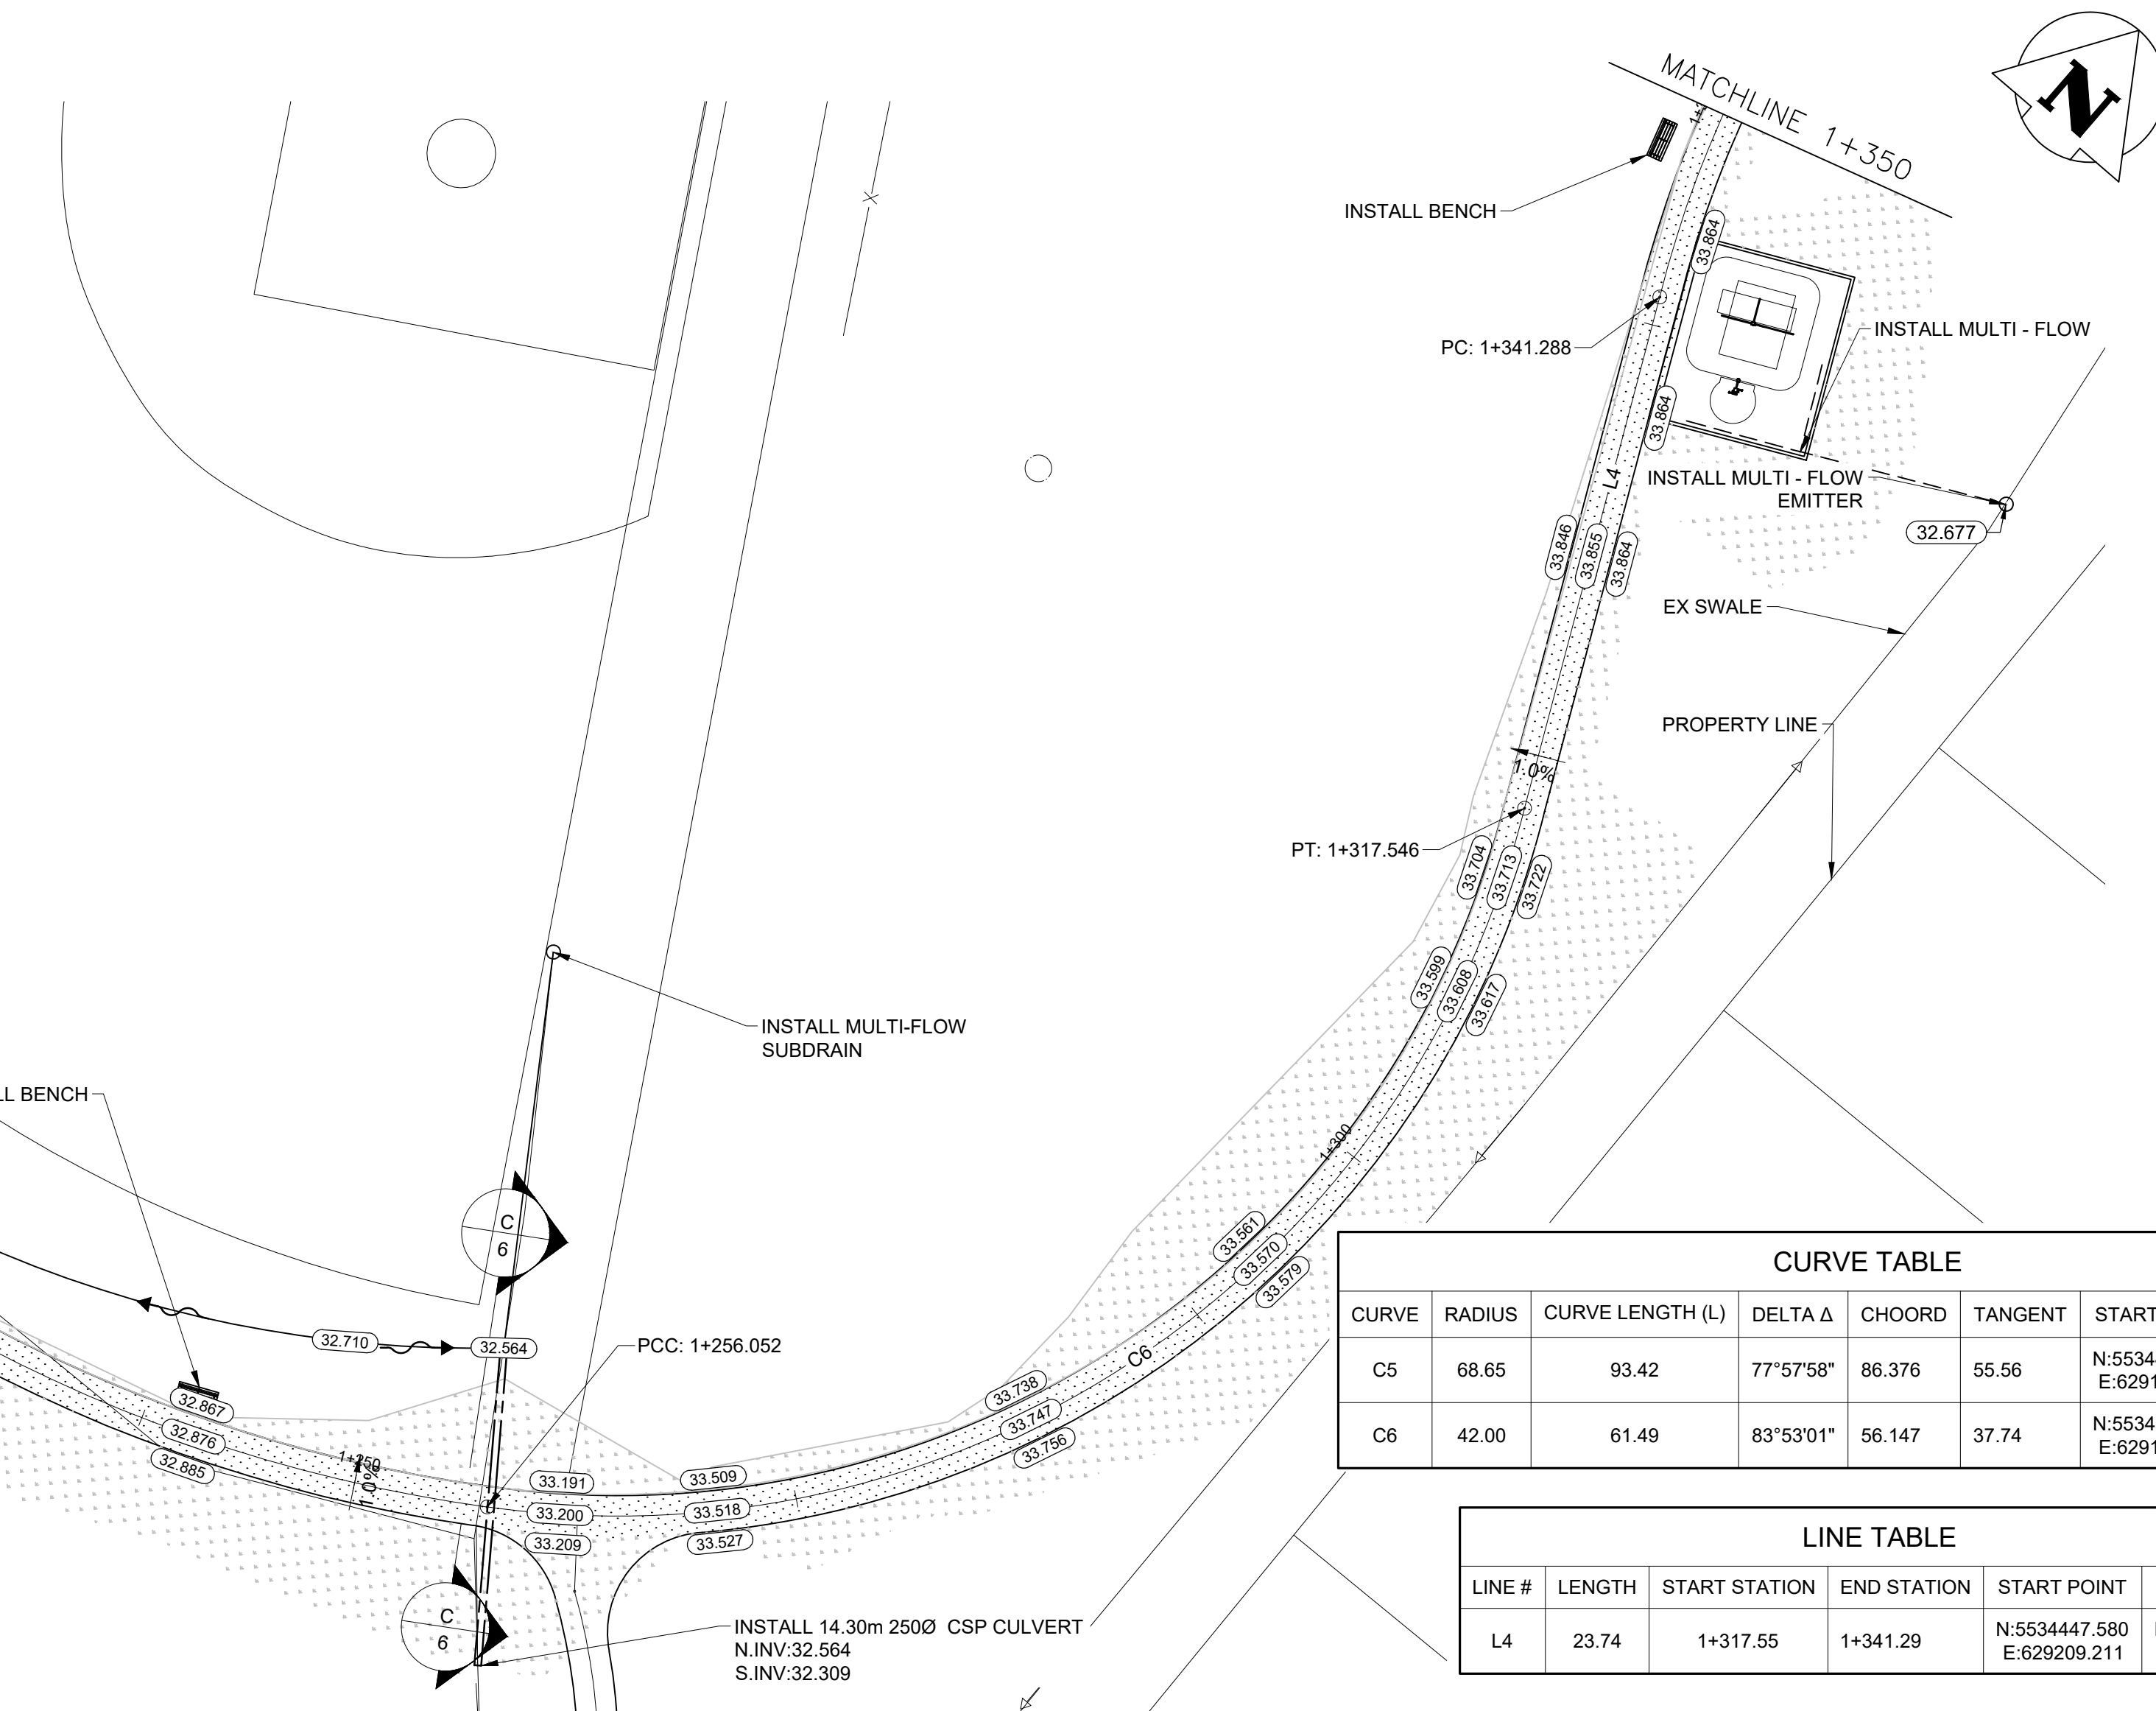 N
MATCHLINE 1+350
INSTALL BENCH
33.864
INSTALL MULTI - FLOW
PC: 1+341.288
33.864
L4
INSTALL MULTI - FLOW
EMITTER
32.677
33.846
33.855
33.864
EX SWALE
PROPERTY LINE
1.0%
PT: 1+317.546
33.704
33.713
33.722
33.599
33.608
33.617
INSTALL MULTI-FLOW
SUBDRAIN
BENCH
1+300
C
6
33.561
33.570
33.579
32.710
32.564
PCC: 1+256.052
C6
33.738
33.747
33.756
32.867
32.876
32.885
1+250
1.0%
33.191
33.200
33.209
33.509
33.518
33.527
C
6
INSTALL 14.30m 250Ø CSP CULVERT
N.INV:32.564
S.INV:32.309
CURVE TABLE
CURVE RADIUS CURVE LENGTH (L) DELTA Δ CHOORD TANGENT START
C5 68.65 93.42 77°57'58" 86.376 55.56 N:5534
E:6291
C6 42.00 61.49 83°53'01" 56.147 37.74 N:5534
E:6291
LINE TABLE
LINE # LENGTH START STATION END STATION START POINT
L4 23.74 1+317.55 1+341.29 N:5534447.580
E:629209.211